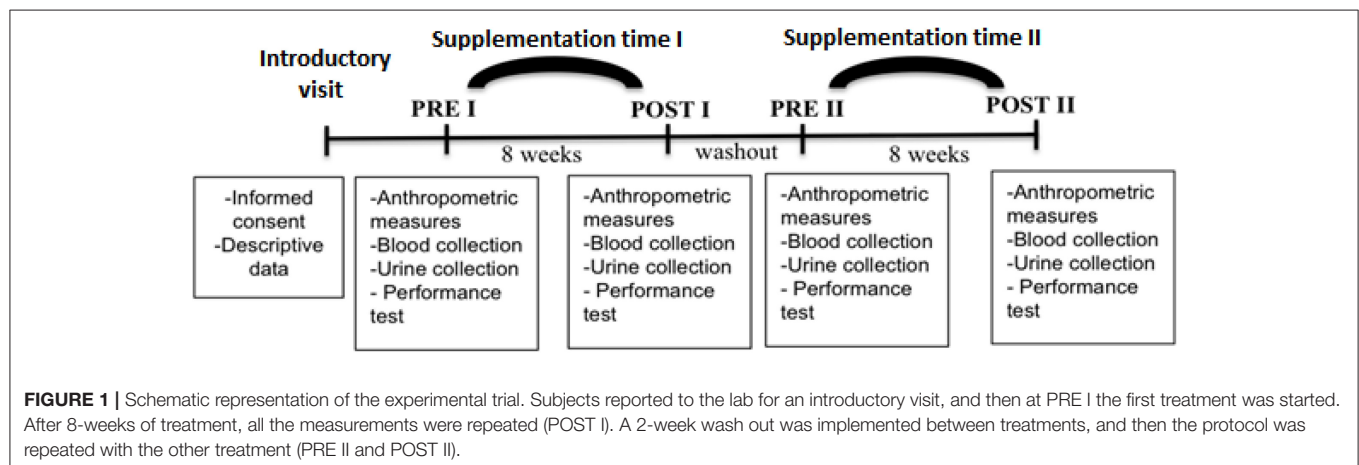 Supplementation time I
Supplementation time II
Introductory
visit
PRE I
POST I
PRE II
POST II
8 weeks
washout
8 weeks
-Informed
consent
-Descriptive
data
-Anthropometric
measures
-Blood collection
-Urine collection
- Performance
test
-Anthropometric
measures
-Blood collection
-Urine collection
- Performance
test
-Anthropometric
measures
-Blood collection
-Urine collection
- Performance
test
-Anthropometric
measures
-Blood collection
-Urine collection
- Performance
test
FIGURE 1 | Schematic representation of the experimental trial. Subjects reported to the lab for an introductory visit, and then at PRE I the first treatment was started.
After 8-weeks of treatment, all the measurements were repeated (POST I). A 2-week wash out was implemented between treatments, and then the protocol was
repeated with the other treatment (PRE II and POST II).